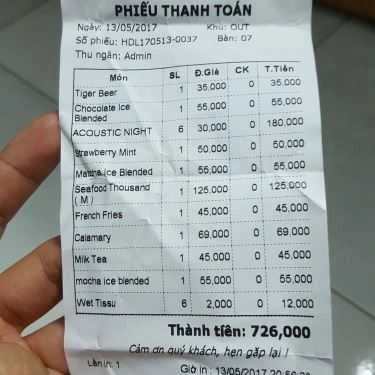 PHIẾU THANH TOÁN
Ngày: 13/05/2017 Khu: OUT
Số phiếu: HDL170513-0037 Bàn: 07
Thu ngân: Admin
Món SL Đ.Giá CK T.Tiền
Tiger Beer 1 35,000 0 35,000
Chocolate Ice 1 55,000 0 55,000
Blended
ACOUSTIC NIGHT 6 30,000 0 180,000
Strawberry Mint 1 50,000 0 50,000
Matcha Ice Blended 1 55,000 0 55,000
Seafood Thousand 1 125,000 0 125,000
( M )
French Fries 1 45,000 0 45,000
Calamary 1 69,000 0 69,000
Milk Tea 1 45,000 0 45,000
mocha ice blended 1 55,000 0 55,000
Wet Tissu 6 2,000 0 12,000
Thành tiền: 726,000
Cảm ơn quý khách, hẹn gặp lại !
Lần in: 1 Giờ in : 13/05/2017